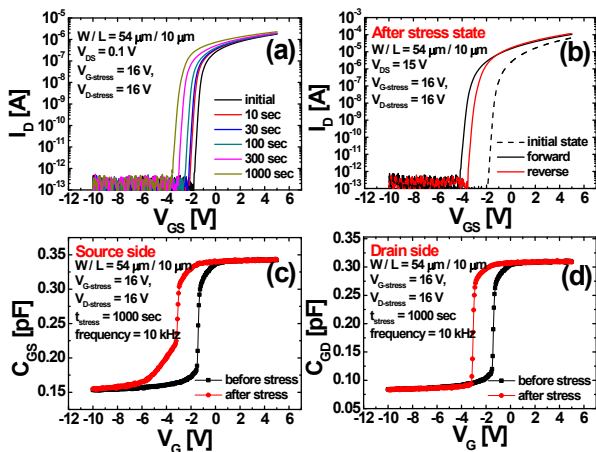 (a)
W / L = 54 μm / 10 μm
V_DS = 0.1 V
V_G-stress = 16 V,
V_D-stress = 16 V
initial
10 sec
30 sec
100 sec
300 sec
1000 sec
I_D [A]
10^-4
10^-5
10^-6
10^-7
10^-8
10^-9
10^-10
10^-11
10^-12
10^-13
-12 -10 -8 -6 -4 -2 0 2 4 6
V_GS [V]
After stress state
(b)
W / L = 54 μm / 10 μm
V_DS = 15 V
V_G-stress = 16 V,
V_D-stress = 16 V
initial state
forward
reverse
I_D [A]
10^-4
10^-5
10^-6
10^-7
10^-8
10^-9
10^-10
10^-11
10^-12
10^-13
-12 -10 -8 -6 -4 -2 0 2 4 6
V_GS [V]
Source side
(c)
W / L = 54 μm / 10 μm
V_G-stress = 16 V,
V_D-stress = 16 V
t_stress = 1000 sec
frequency = 10 kHz
before stress
after stress
C_GS [pF]
0.35
0.30
0.25
0.20
0.15
0.10
-12 -10 -8 -6 -4 -2 0 2 4 6
V_G [V]
Drain side
(d)
W / L = 54 μm / 10 μm
V_G-stress = 16 V,
V_D-stress = 16 V
t_stress = 1000 sec
frequency = 10 kHz
before stress
after stress
C_GD [pF]
0.35
0.30
0.25
0.20
0.15
0.10
0.05
-12 -10 -8 -6 -4 -2 0 2 4 6
V_G [V]